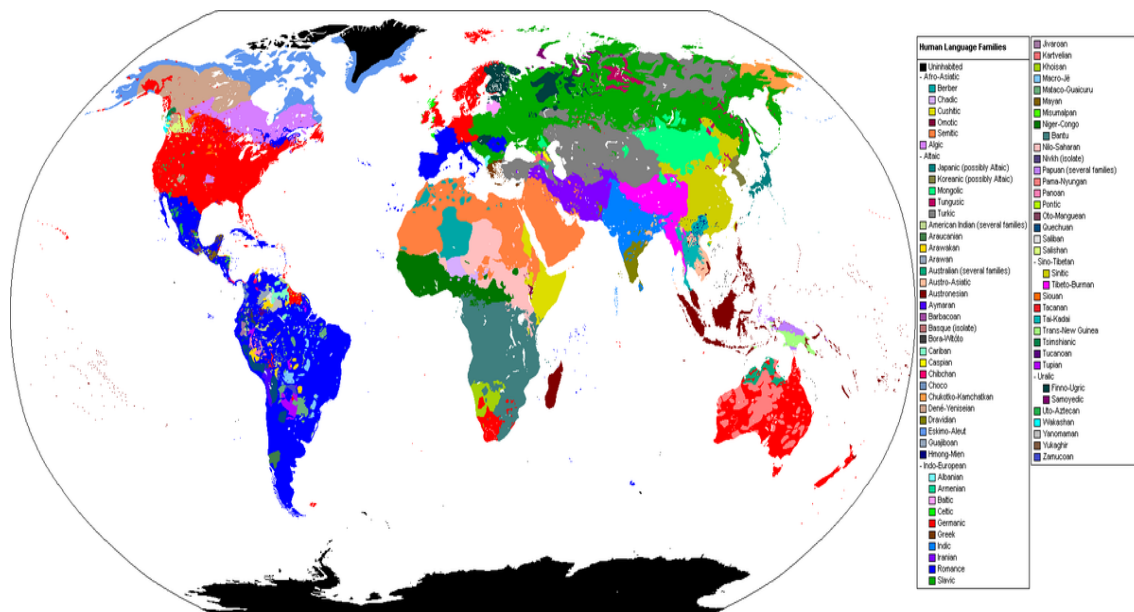 Human Language Families
Uninhabited
- Afro-Asiatic
Berber
Chadic
Cushitic
Omotic
Semitic
Algic
- Altaic
Japanic (possibly Altaic)
Koreanic (possibly Altaic)
Mongolic
Tungusic
Turkic
American Indian (several families)
Araucanian
Arawakan
Arawan
Australian (several families)
Austro-Asiatic
Austronesian
Aymaran
Barbacoan
Basque (isolate)
Bora-Witóto
Cariban
Caspian
Chibchan
Choco
Chukotko-Kamchatkan
Dené-Yeniseian
Dravidian
Eskimo-Aleut
Guajiboan
Hmong-Mien
- Indo-European
Albanian
Armenian
Baltic
Celtic
Germanic
Greek
Indic
Iranian
Romance
Slavic
Jivaroan
Kartvelian
Khoisan
Macro-Jê
Mataco-Guaicuru
Mayan
Misumalpan
Niger-Congo
Bantu
Nilo-Saharan
Nivkh (isolate)
Papuan (several families)
Pama-Nyungan
Panoan
Pontic
Oto-Manguean
Quechuan
Saliban
Salishan
- Sino-Tibetan
Sinitic
Tibeto-Burman
Siouan
Tacanan
Tai-Kadai
Trans-New Guinea
Tsimshianic
Tucanoan
Tupian
- Uralic
Finno-Ugric
Samoyedic
Uto-Aztecan
Wakashan
Yanomaman
Yukaghir
Zamucoan